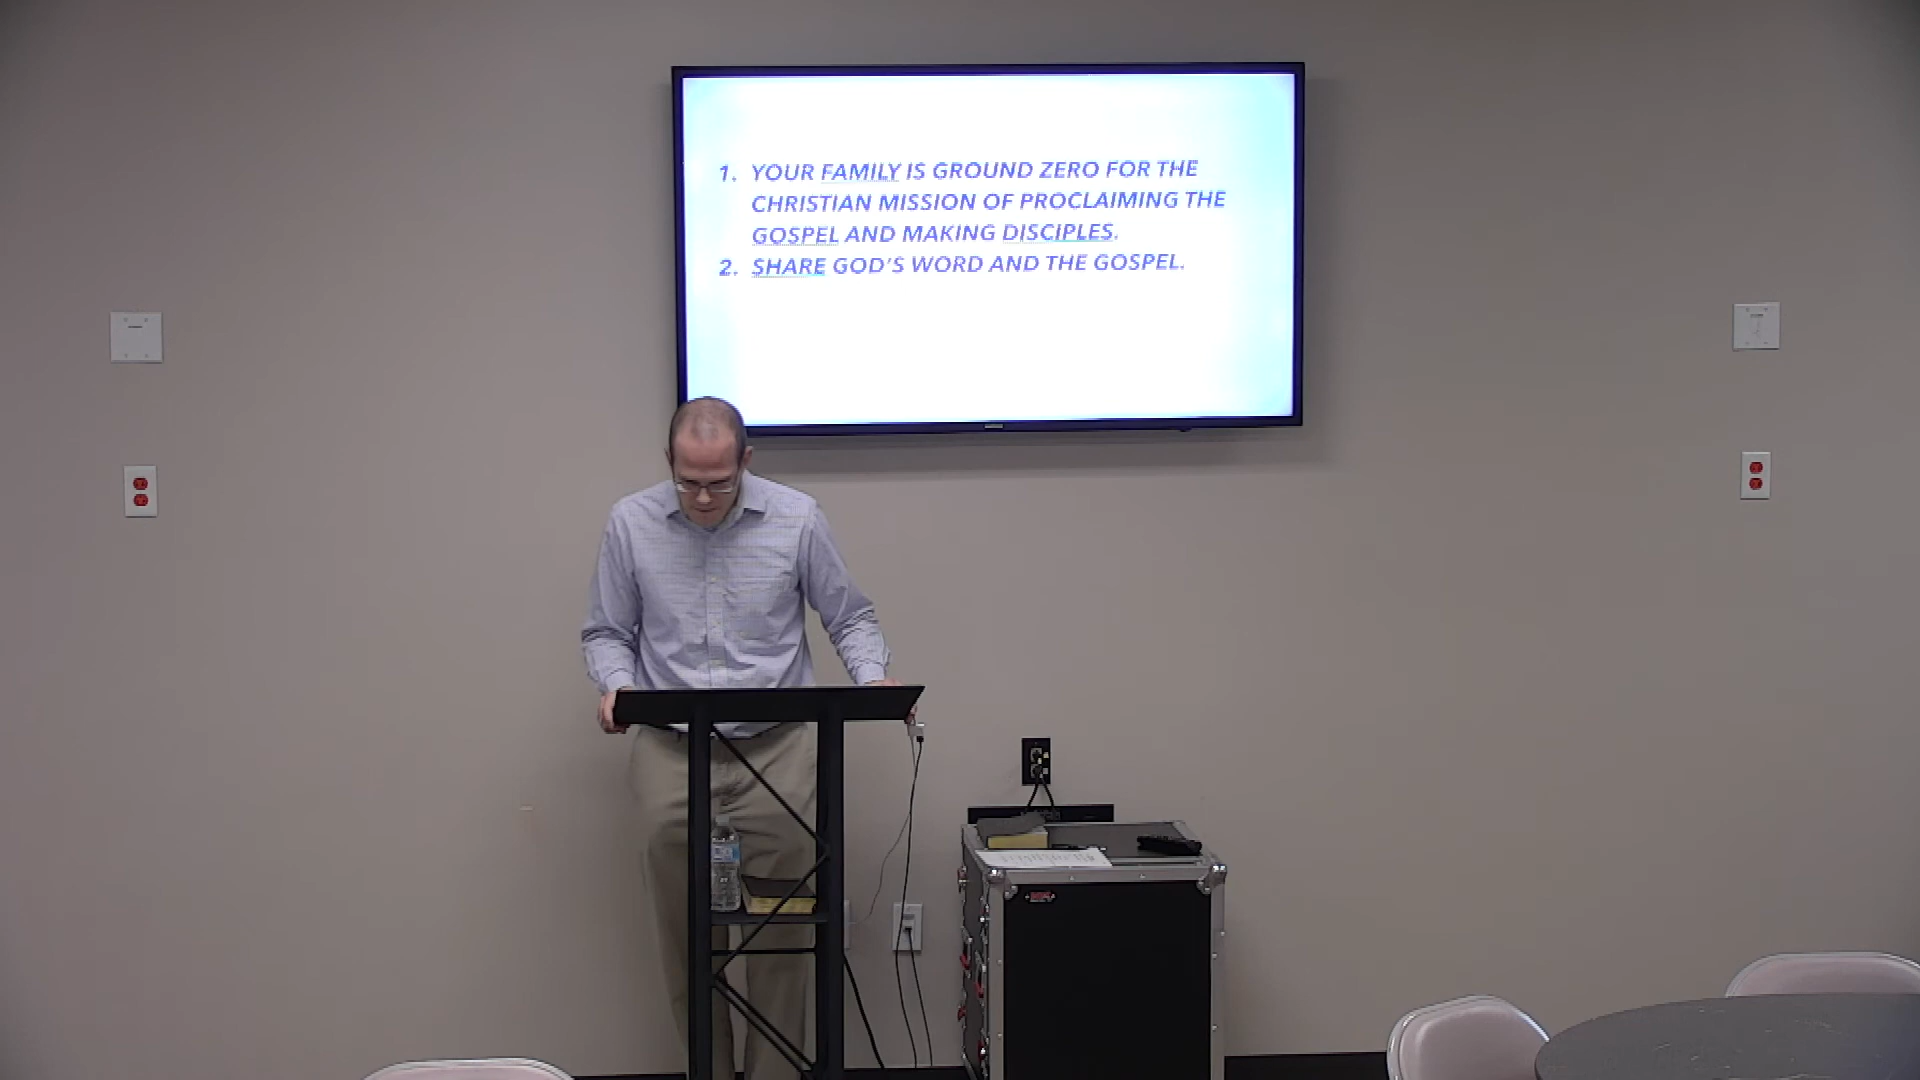 1. YOUR FAMILY IS GROUND ZERO FOR THE
CHRISTIAN MISSION OF PROCLAIMING THE
GOSPEL AND MAKING DISCIPLES.
2. SHARE GOD'S WORD AND THE GOSPEL.